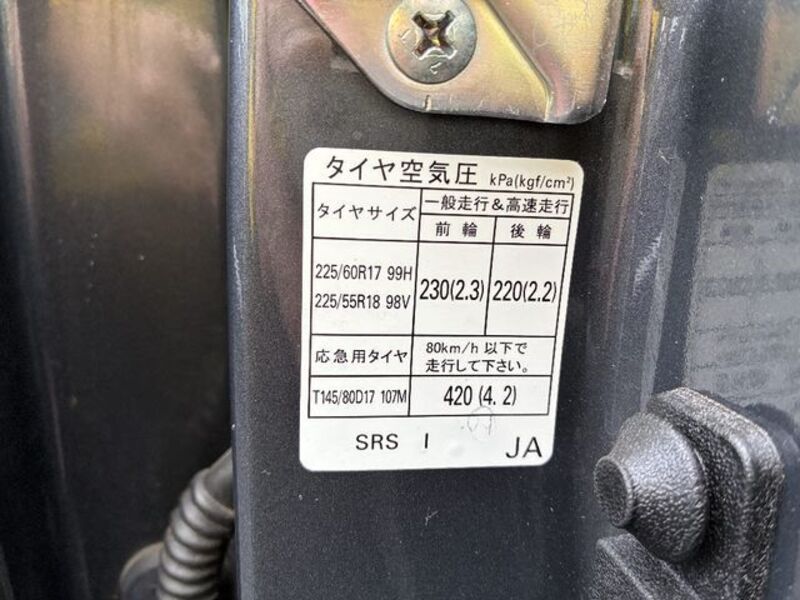 タイヤ空気圧 kPa(kgf/cm²)
タイヤサイズ 一般走行&高速走行
前輪 後輪
225/60R17 99H
225/55R18 98V
230(2.3) 220(2.2)
応急用タイヤ 80km/h 以下で
走行して下さい。
T145/80D17 107M 420 (4.2)
SRS I JA